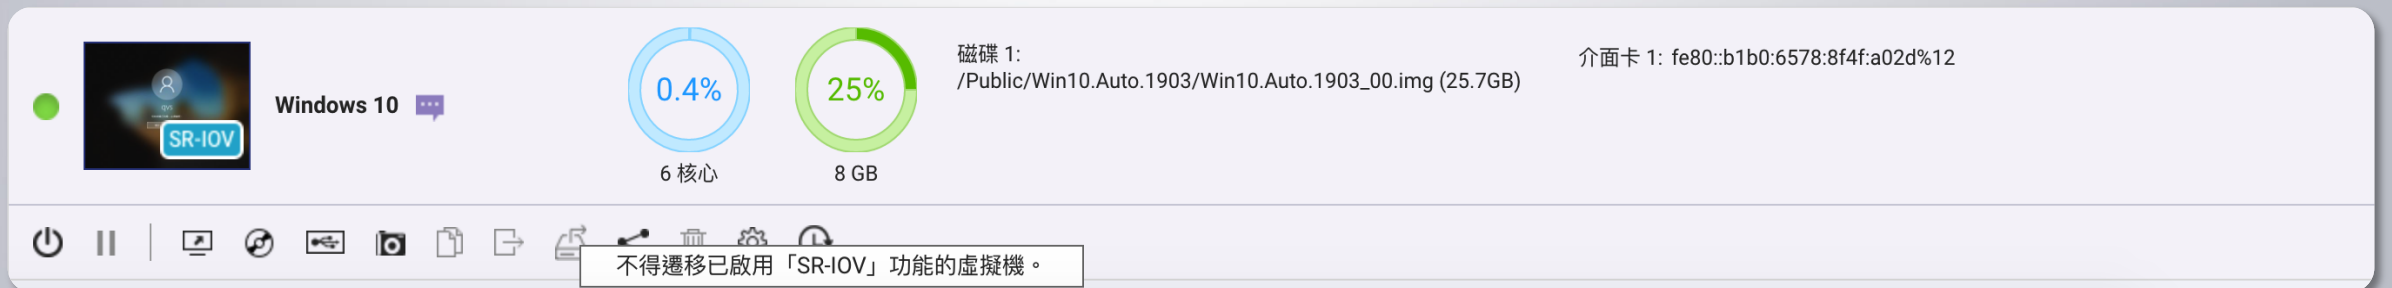 SR-IOV
Windows 10
0.4%
6 核心
25%
8 GB
磁碟 1:
/Public/Win10.Auto.1903/Win10.Auto.1903_00.img (25.7GB)
介面卡 1: fe80::b1b0:6578:8f4f:a02d%12
不得遷移已啟用「SR-IOV」功能的虛擬機。